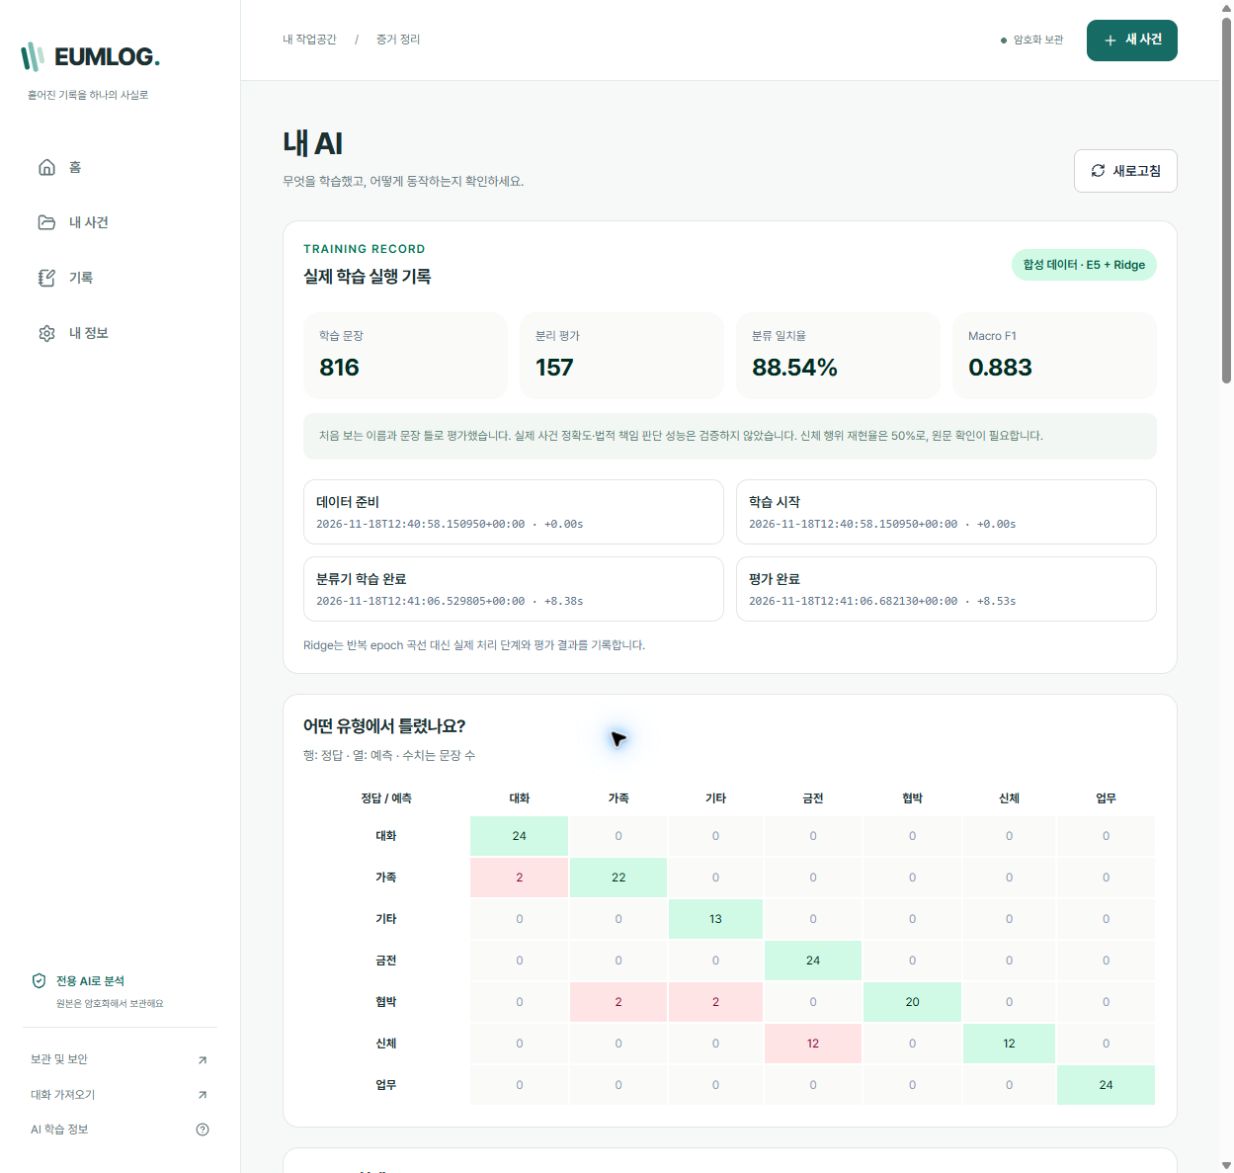 EUMLOG.
흩어진 기록을 하나의 사실로
홈
내 사건
기록
내 정보
전용 AI로 분석
원본은 암호화해서 보관해요
보관 및 보안
대화 가져오기
AI 학습 정보
내 작업공간 / 증거 정리
암호화 보관
새 사건
내 AI
무엇을 학습했고, 어떻게 동작하는지 확인하세요.
새로고침
TRAINING RECORD
실제 학습 실행 기록
합성 데이터 · E5 + Ridge
학습 문장
816
분리 평가
157
분류 일치율
88.54%
Macro F1
0.883
처음 보는 이름과 문장 틀로 평가했습니다. 실제 사건 정확도·법적 책임 판단 성능은 검증하지 않았습니다. 신체 행위 재현율은 50%로, 원문 확인이 필요합니다.
데이터 준비
2026-11-18T12:40:58.150950+00:00 · +0.00s
학습 시작
2026-11-18T12:40:58.150950+00:00 · +0.00s
분류기 학습 완료
2026-11-18T12:41:06.529805+00:00 · +8.38s
평가 완료
2026-11-18T12:41:06.682130+00:00 · +8.53s
Ridge는 반복 epoch 곡선 대신 실제 처리 단계와 평가 결과를 기록합니다.
어떤 유형에서 틀렸나요?
행: 정답 · 열: 예측 · 수치는 문장 수
정답 / 예측 대화 가족 기타 금전 협박 신체 업무
대화 24 0 0 0 0 0 0
가족 2 22 0 0 0 0 0
기타 0 0 13 0 0 0 0
금전 0 0 0 24 0 0 0
협박 0 2 2 0 20 0 0
신체 0 0 0 12 0 12 0
업무 0 0 0 0 0 0 24